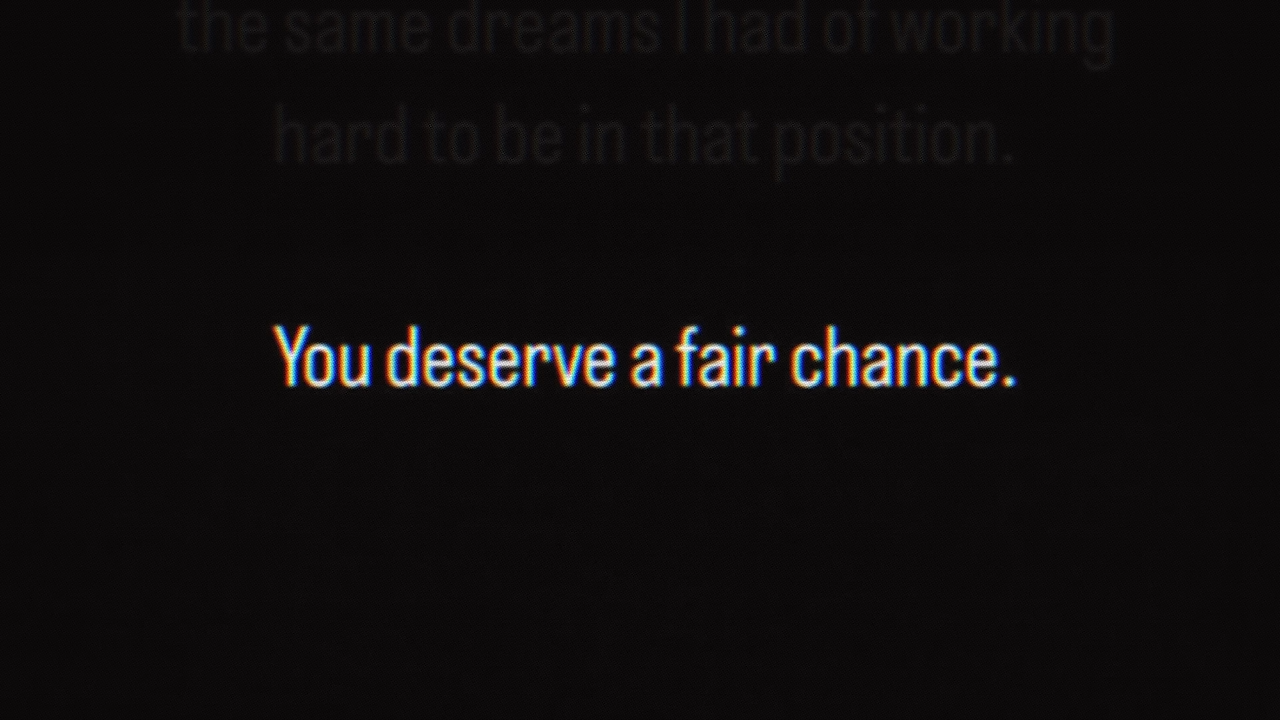 the same dreams I had of working
hard to be in that position.
You deserve a fair chance.